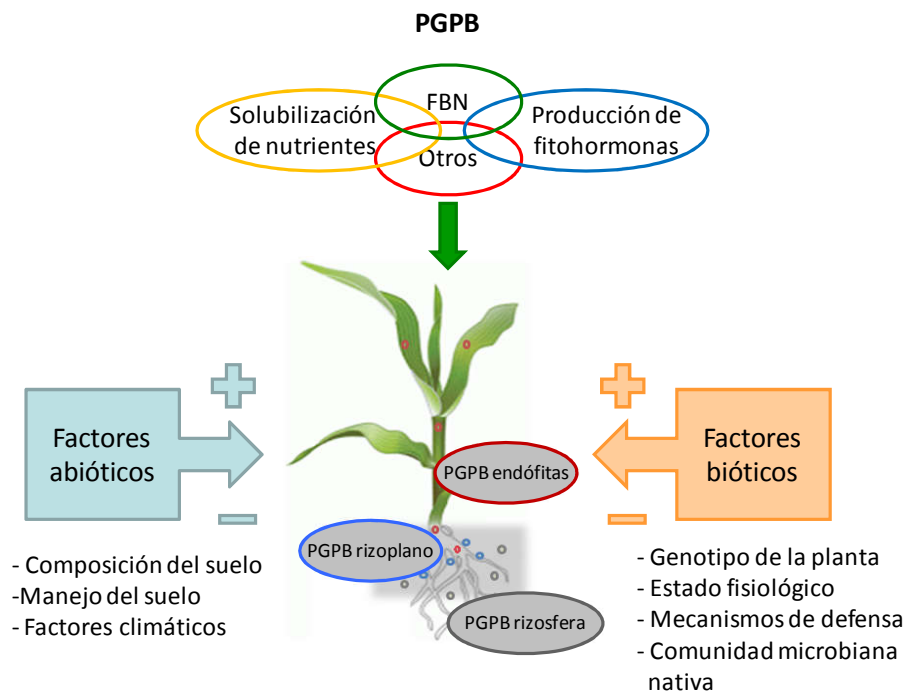 PGPB
FBN
Solubilización
de nutrientes
Producción de
fitohormonas
Otros
+
+
Factores
abióticos
Factores
bióticos
PGPB endófitas
–
–
PGPB rizoplano
- Composición del suelo
-Manejo del suelo
- Factores climáticos
- Genotipo de la planta
- Estado fisiológico
- Mecanismos de defensa
- Comunidad microbiana
nativa
PGPB rizosfera